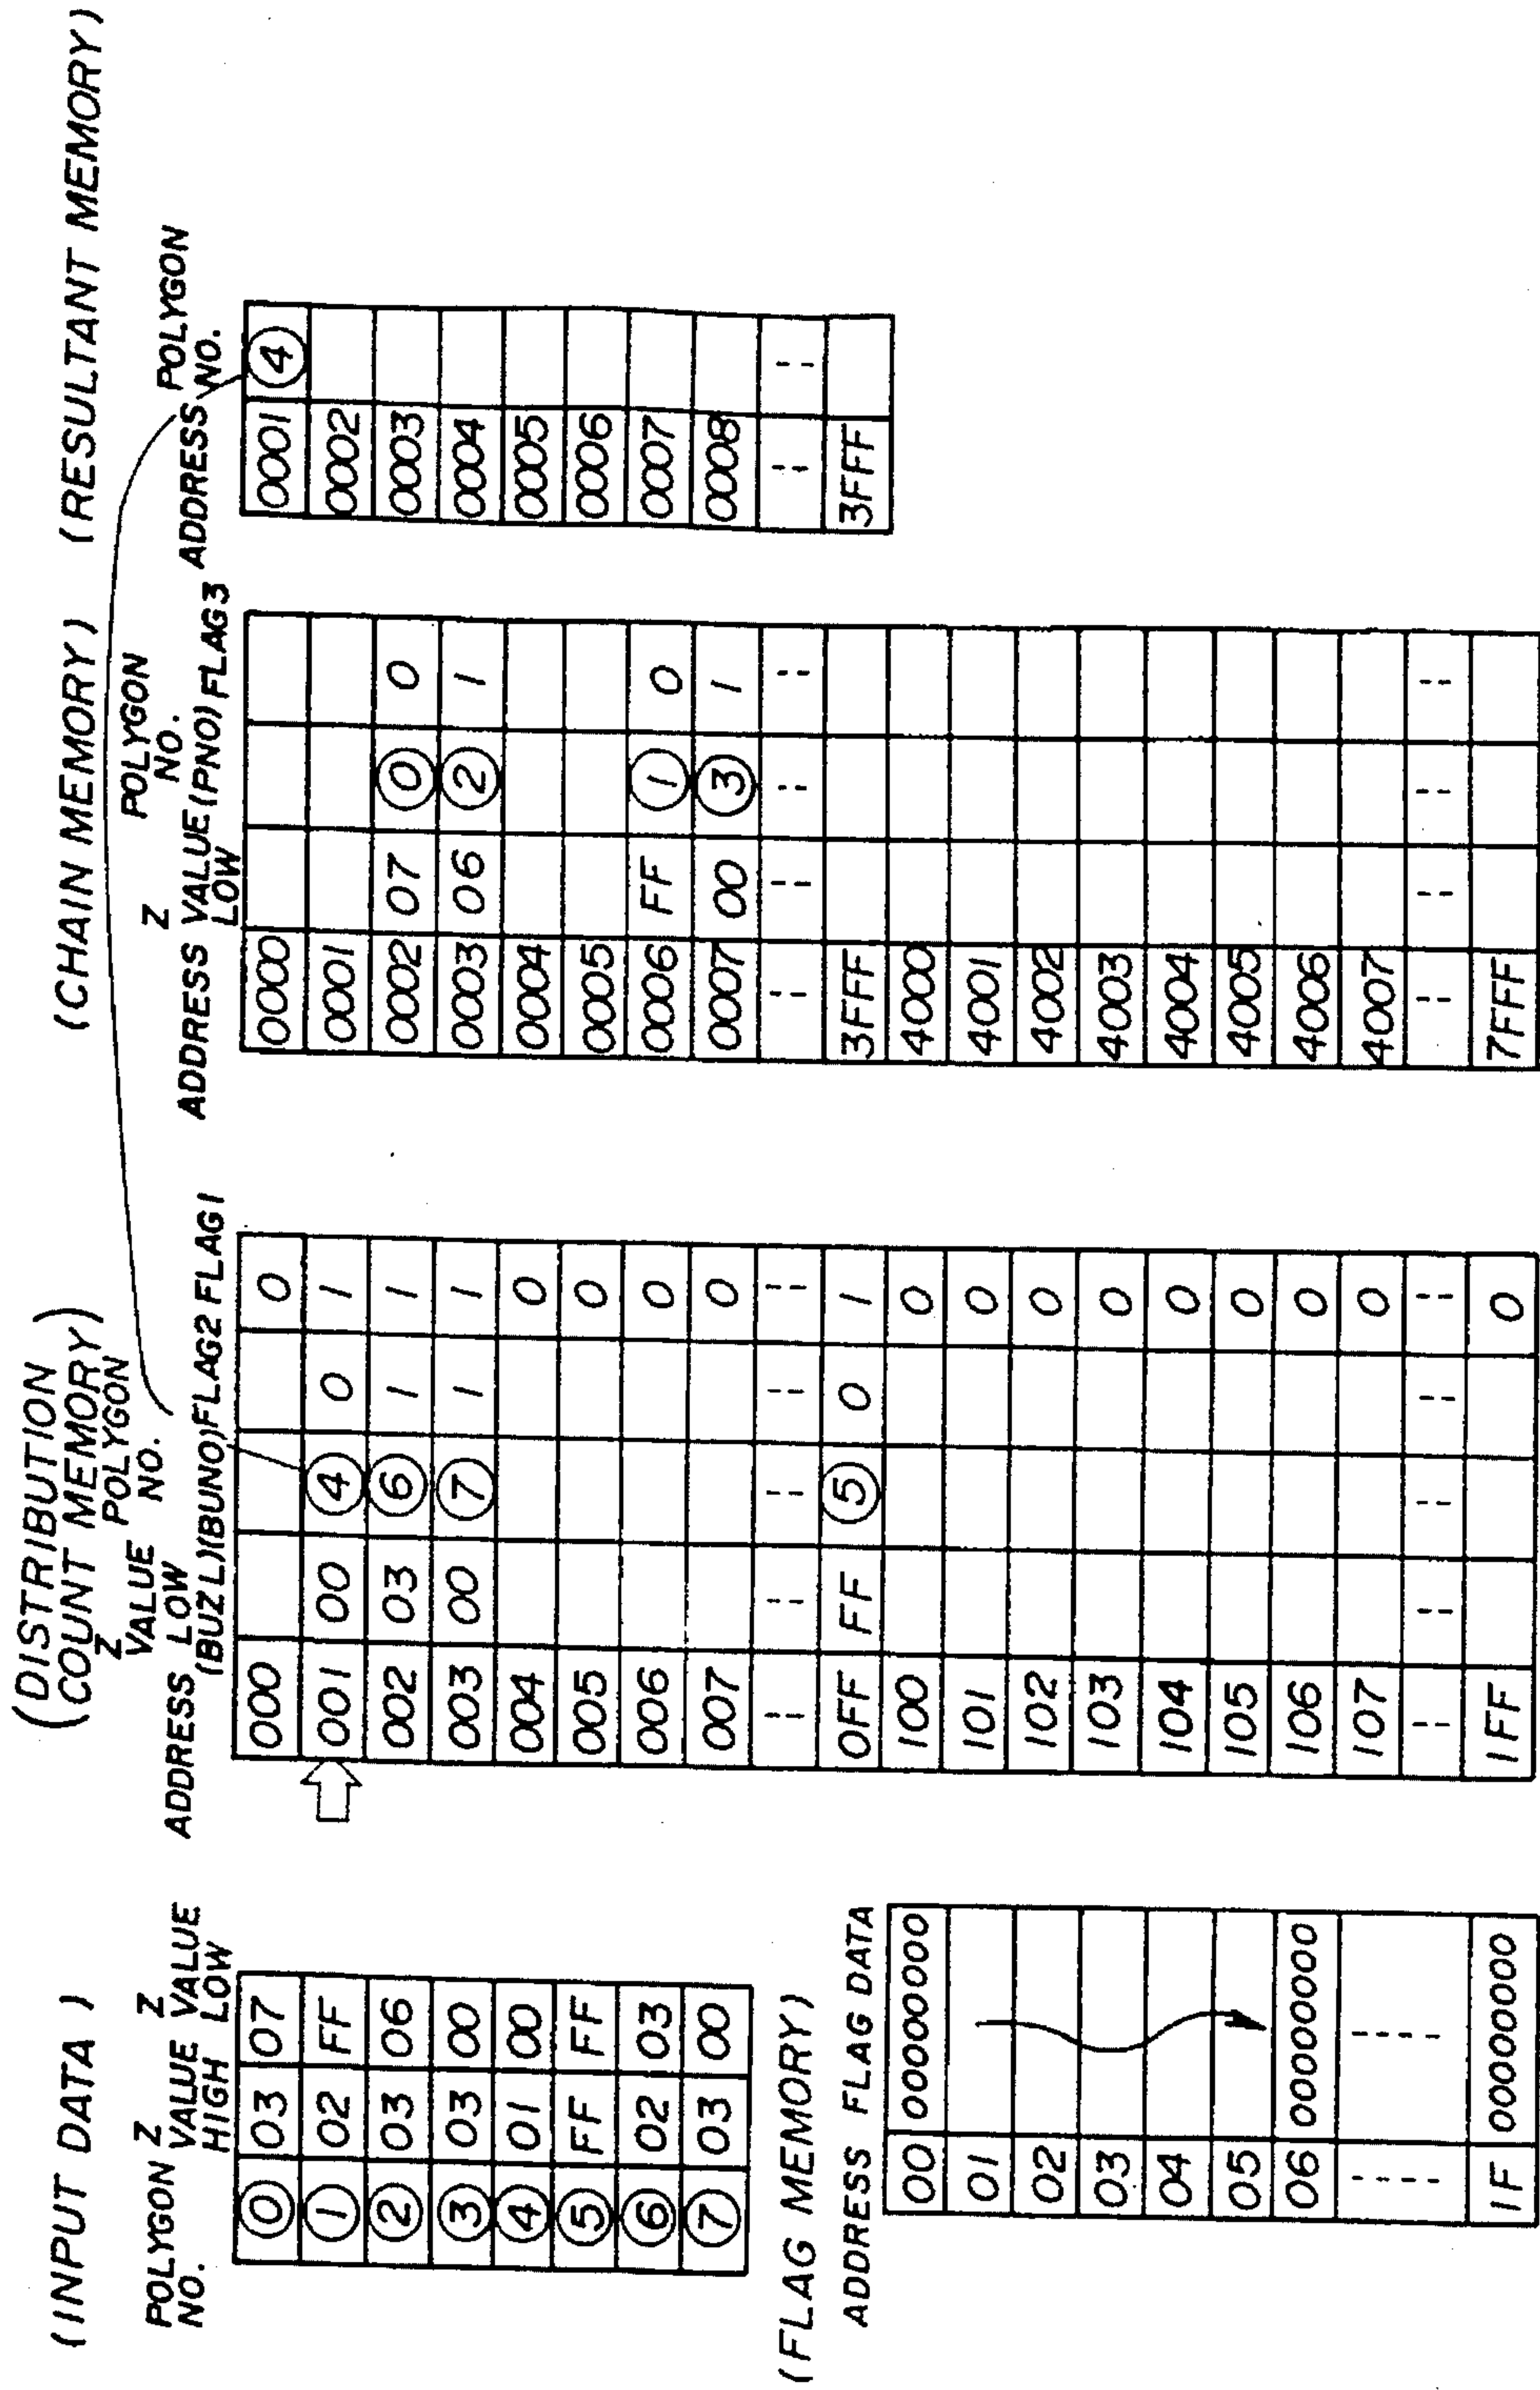 (INPUT DATA)
POLYGON NO. Z VALUE HIGH Z VALUE LOW
0 03 07
1 02 FF
2 03 06
3 03 00
4 01 00
5 FF FF
6 02 03
7 03 00
(FLAG MEMORY)
ADDRESS FLAG DATA
00 00000000
01
02
03
04
05
06 00000000
---- ----
1F 00000000
(DISTRIBUTION COUNT MEMORY)
ADDRESS Z VALUE LOW (BUZL) POLYGON NO. (BUNO) FLAG2 FLAG1
000 0
001 00 4 0 1
002 03 6 1 1
003 00 7 1 1
004 0
005 0
006 0
007 0
-- -- -- -- --
0FF FF 5 0 1
100 0
101 0
102 0
103 0
104 0
105 0
106 0
107 0
-- -- -- -- --
1FF 0
(CHAIN MEMORY)
ADDRESS Z VALUE LOW POLYGON NO. (PNO) FLAG3
0000
0001
0002 07 0 0
0003 06 2 1
0004
0005
0006 FF 1 0
0007 00 3 1
-- -- -- --
3FFF
4000
4001
4002
4003
4004
4005
4006
4007
-- -- -- --
7FFF
(RESULTANT MEMORY)
ADDRESS POLYGON NO.
0001 4
0002
0003
0004
0005
0006
0007
0008
-- --
3FFF